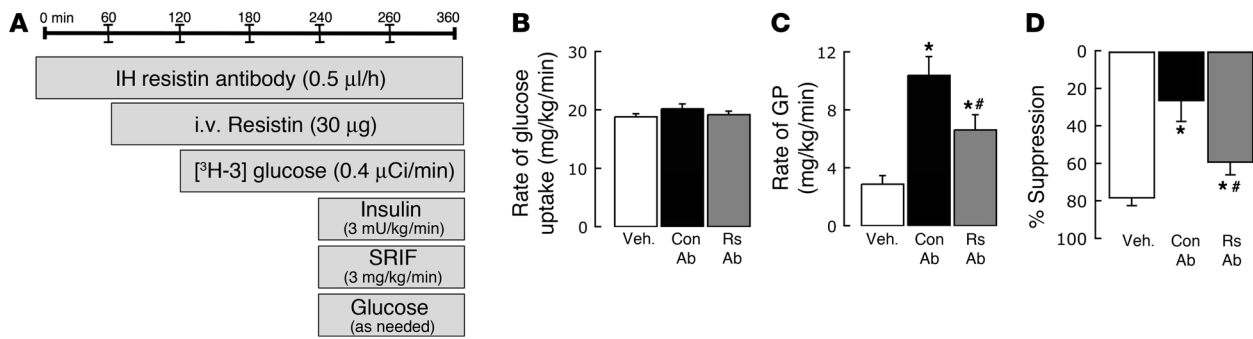 A
0 min 60 120 180 240 260 360
IH resistin antibody (0.5 µl/h)
i.v. Resistin (30 µg)
[³H-3] glucose (0.4 µCi/min)
Insulin
(3 mU/kg/min)
SRIF
(3 mg/kg/min)
Glucose
(as needed)
B
Rate of glucose
uptake (mg/kg/min)
30
20
10
0
Veh. Con Rs
Ab Ab
C
Rate of GP
(mg/kg/min)
12
8
4
0
*
*#
Veh. Con Rs
Ab Ab
D
% Suppression
0
20
40
60
80
100
*
*#
Veh. Con Rs
Ab Ab